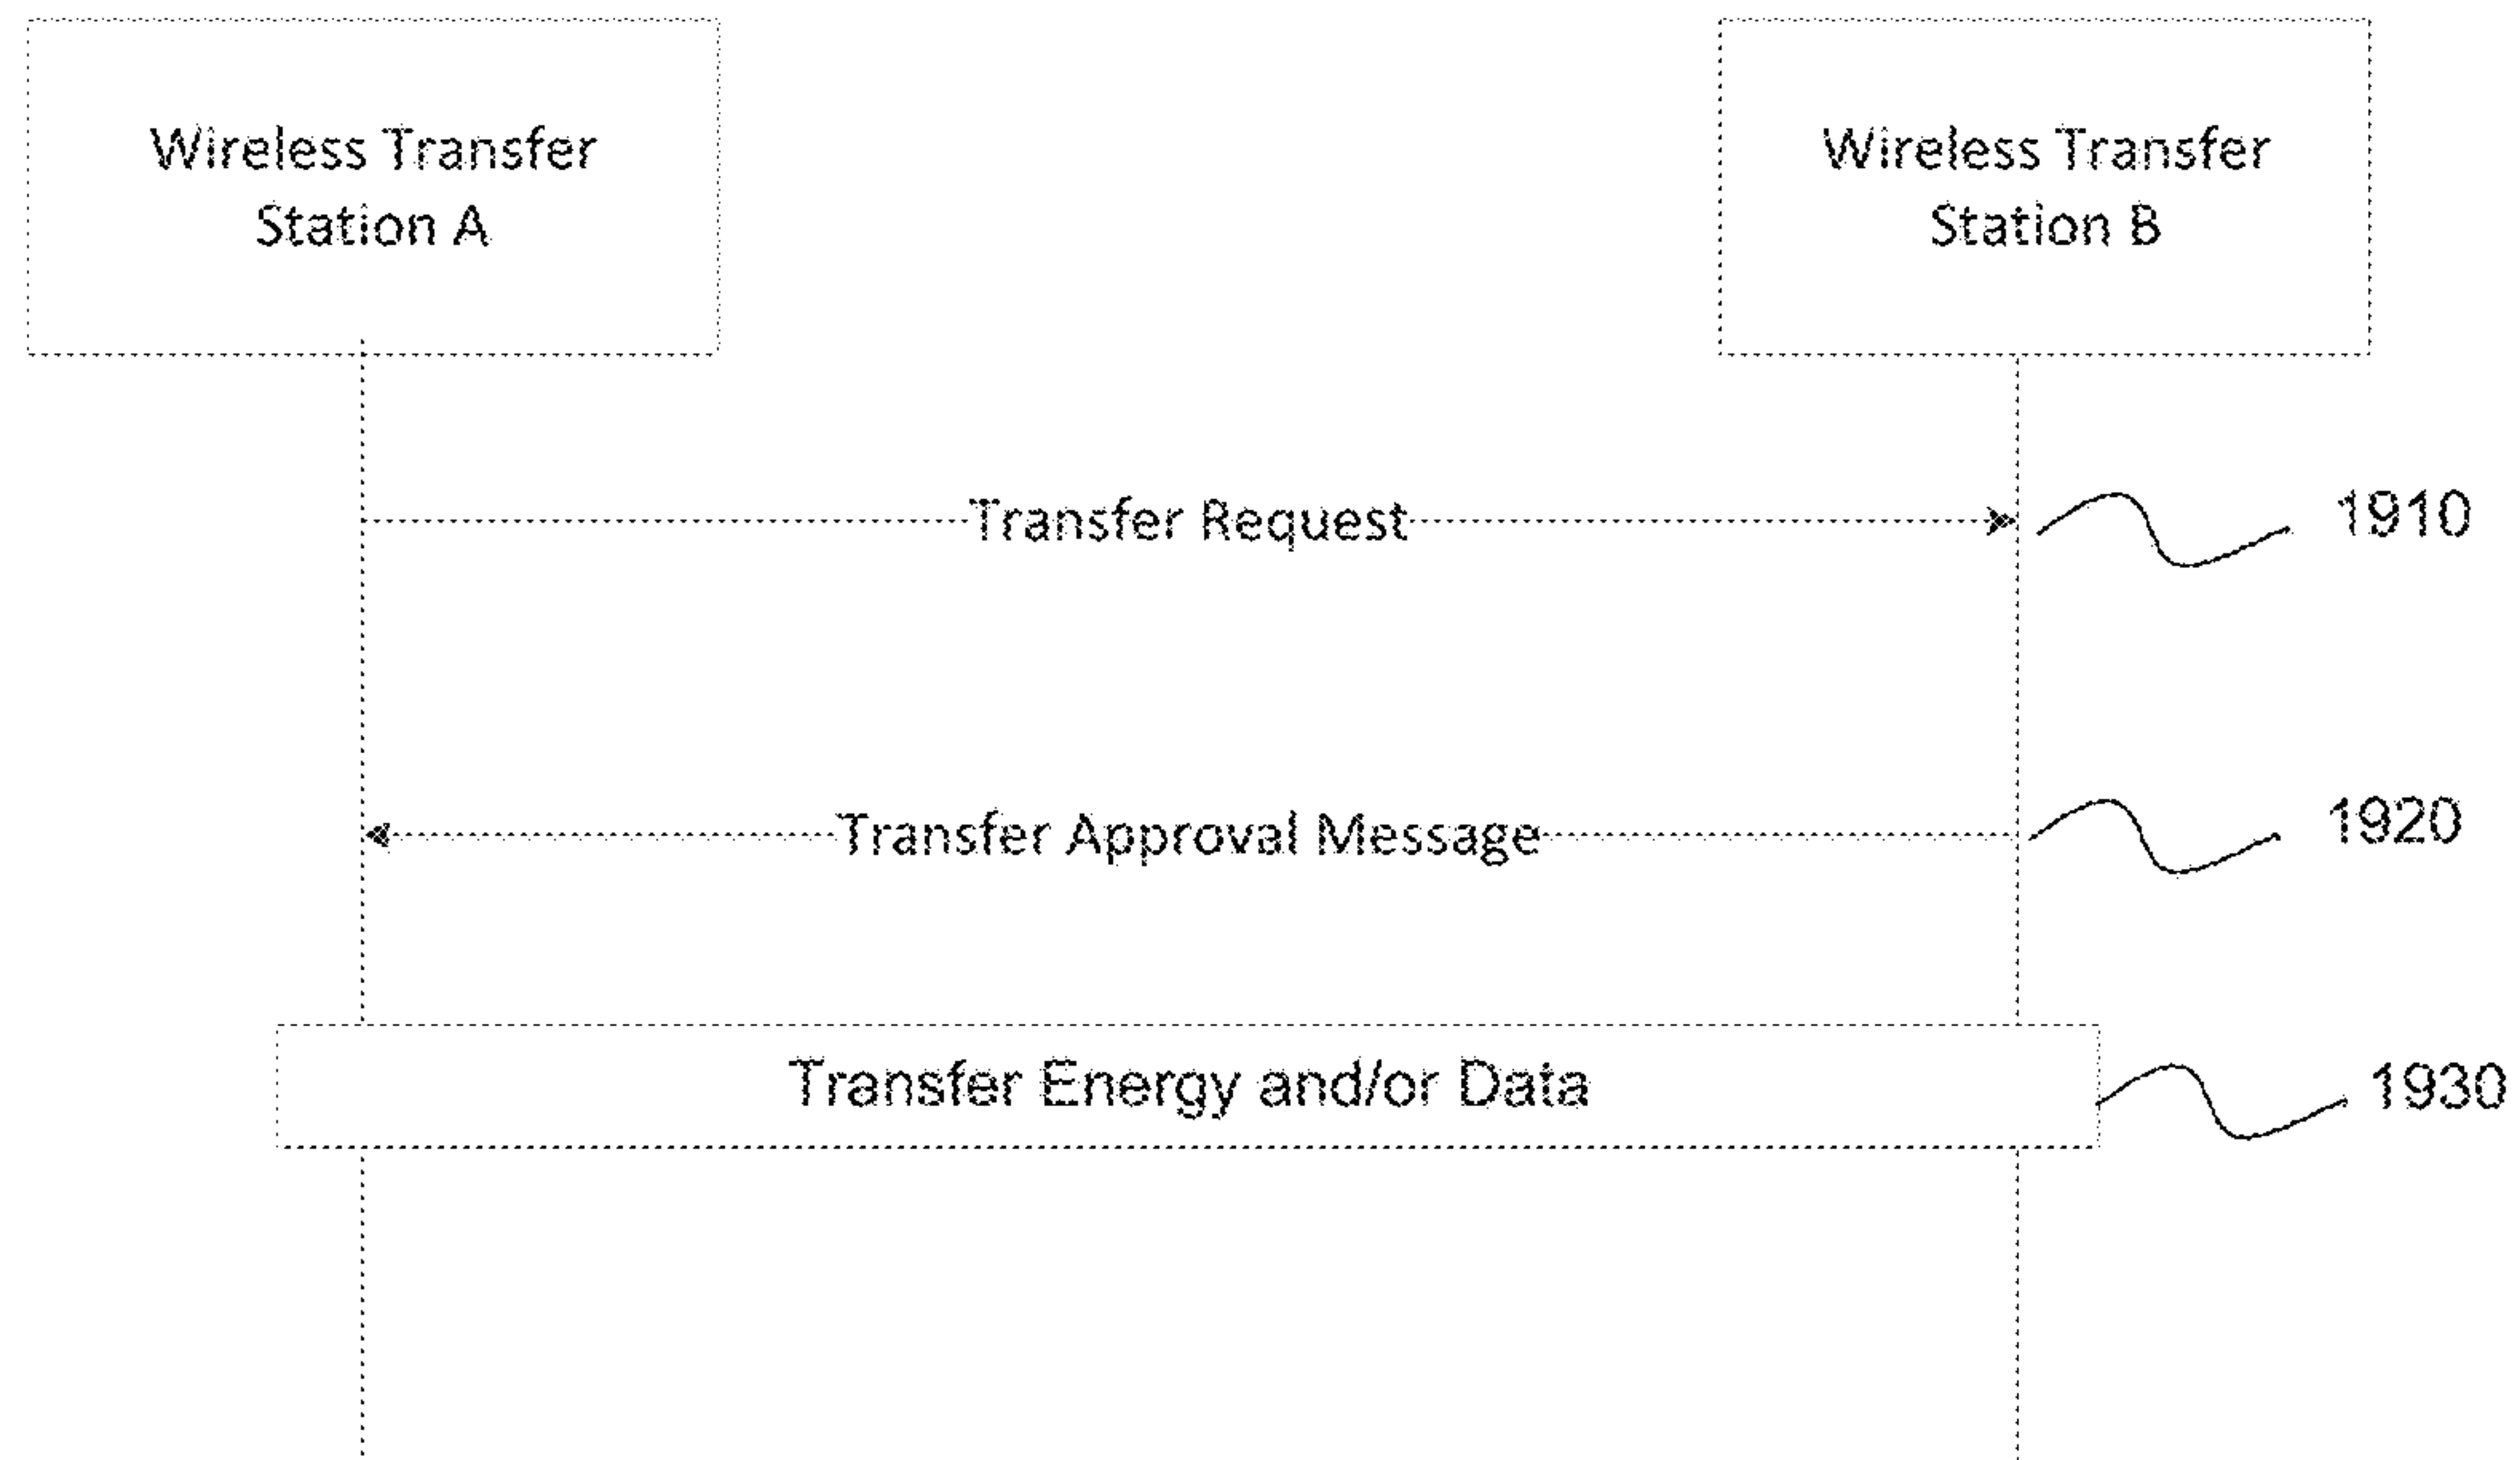 Wireless Transfer
Station A
Wireless Transfer
Station B
Transfer Request
1910
Transfer Approval Message
1920
Transfer Energy and/or Data
1930